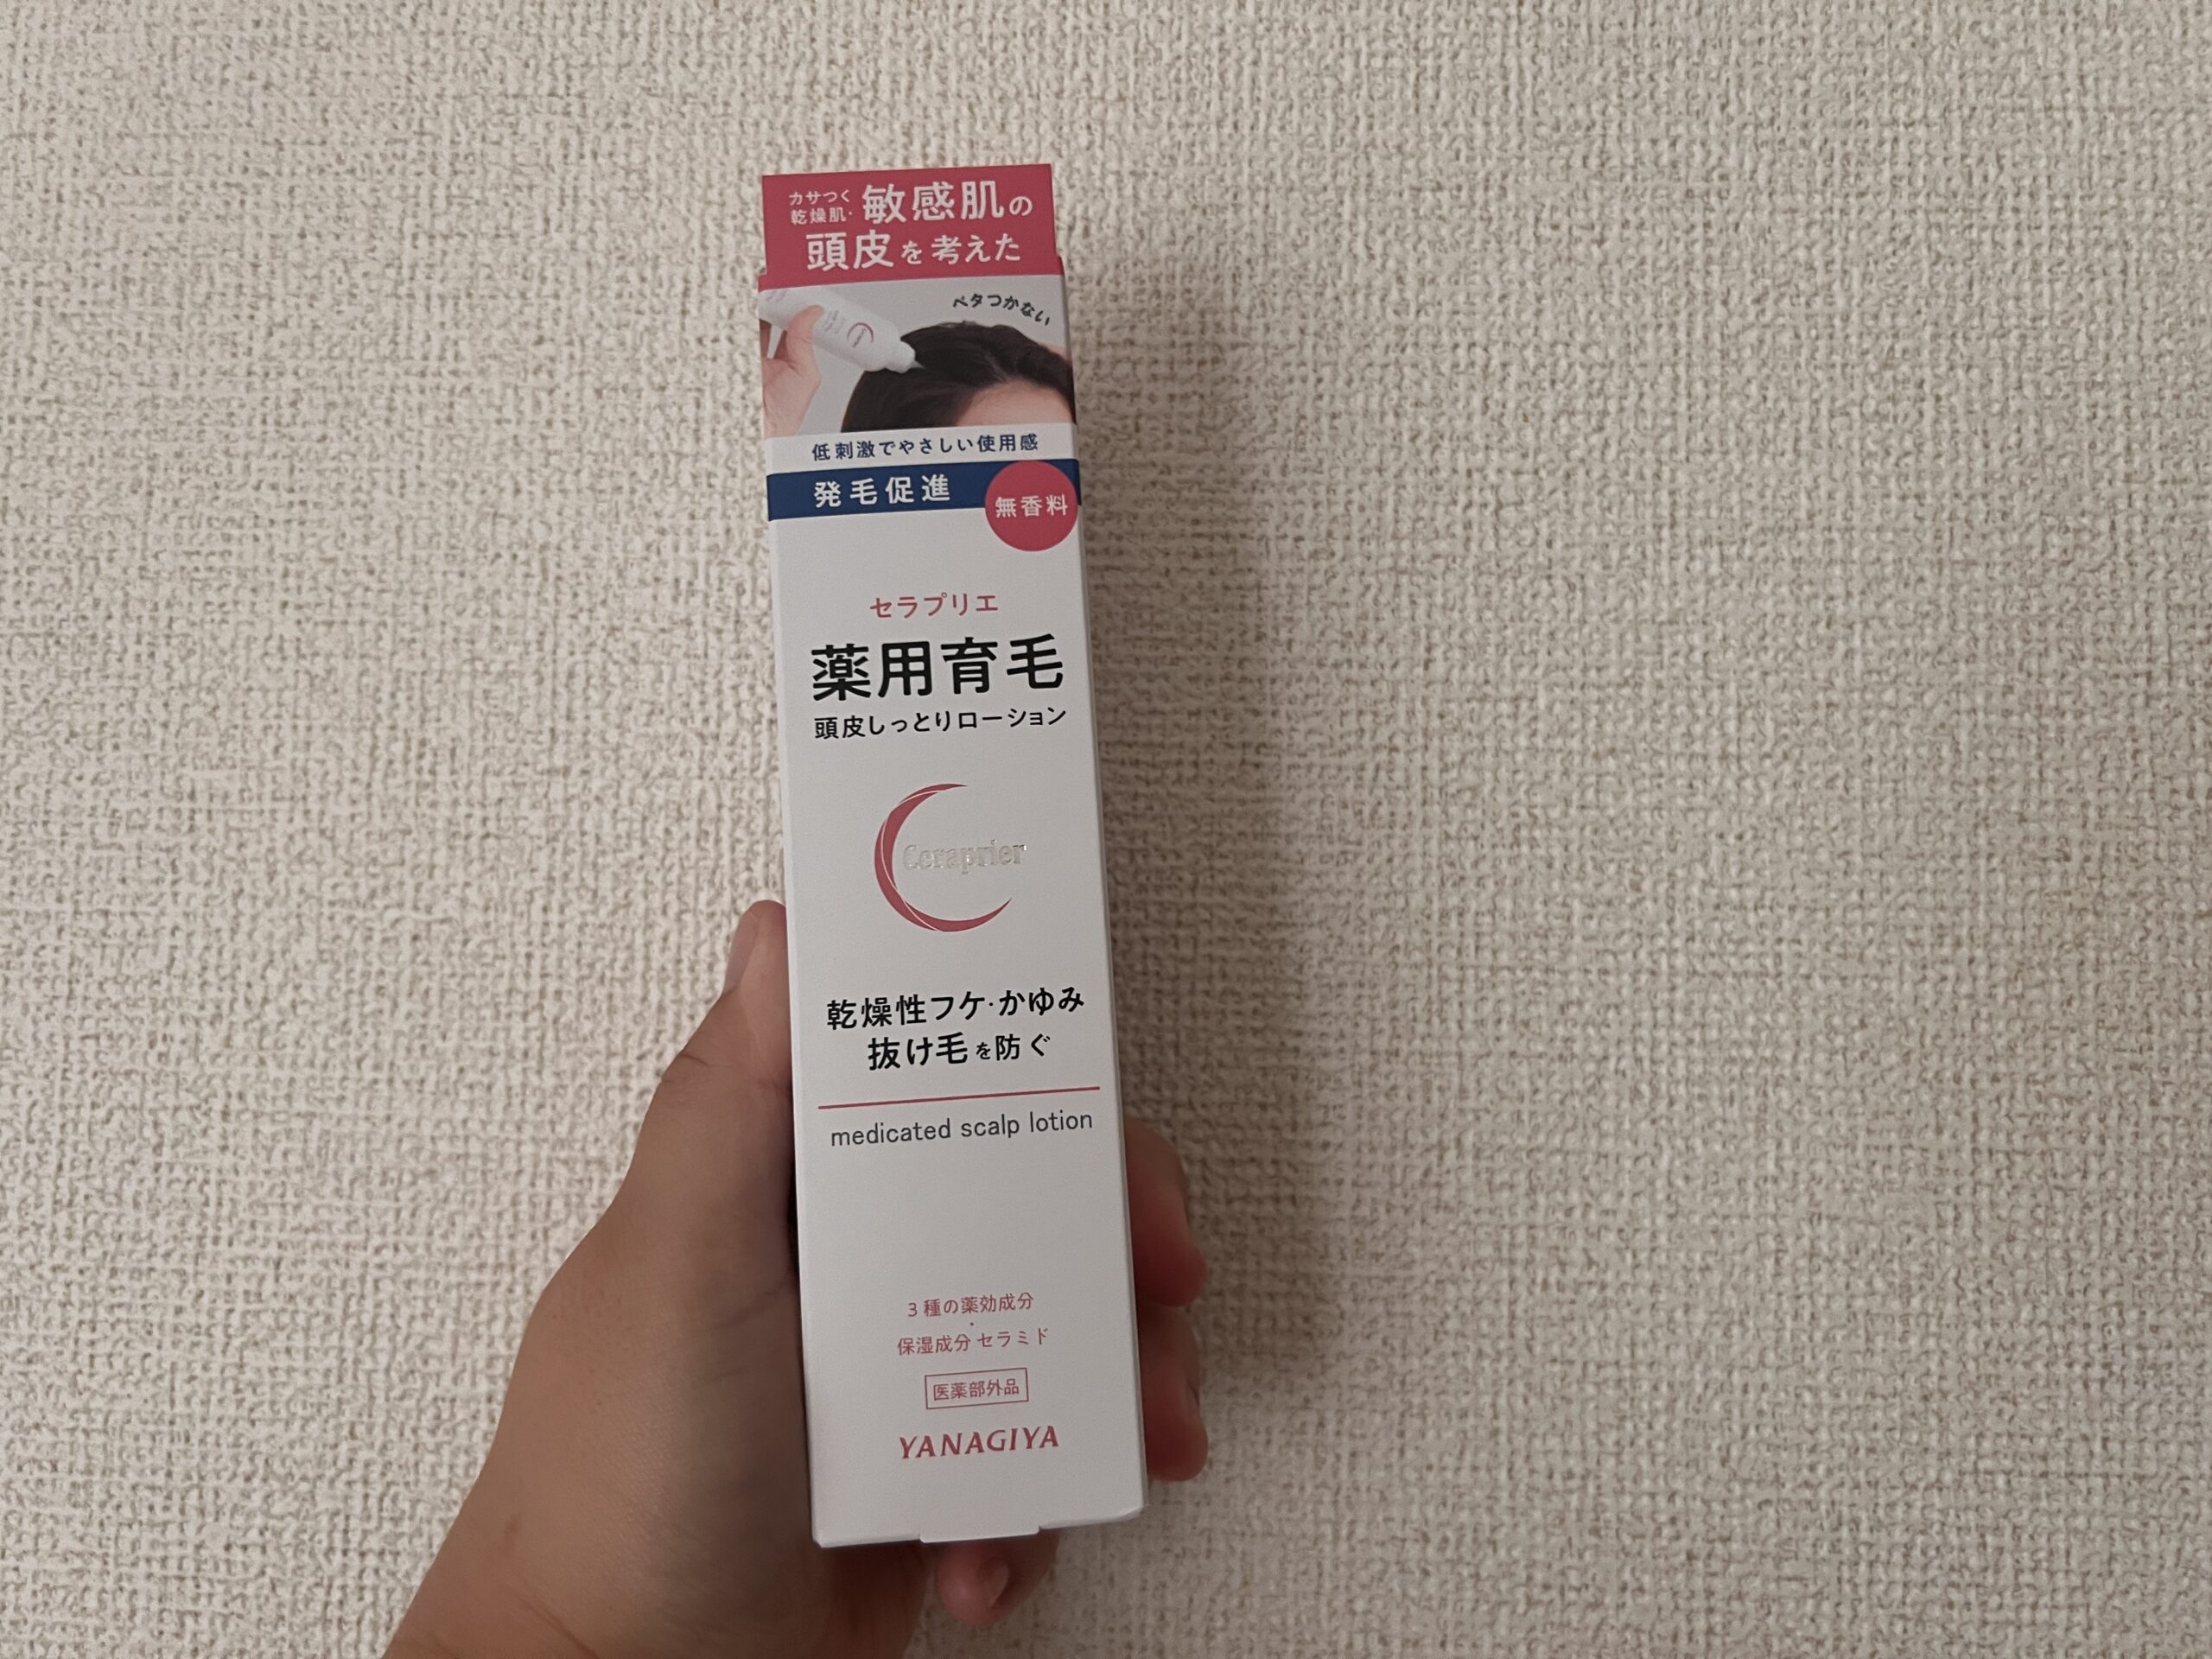 カサつく
乾燥肌・敏感肌の
頭皮を考えた
ベタつかない
低刺激でやさしい使用感
発毛促進
無香料
セラプリエ
薬用育毛
頭皮しっとりローション
Ceraprier
乾燥性フケ・かゆみ
抜け毛を防ぐ
medicated scalp lotion
3種の薬効成分
・
保湿成分 セラミド
医薬部外品
YANAGIYA